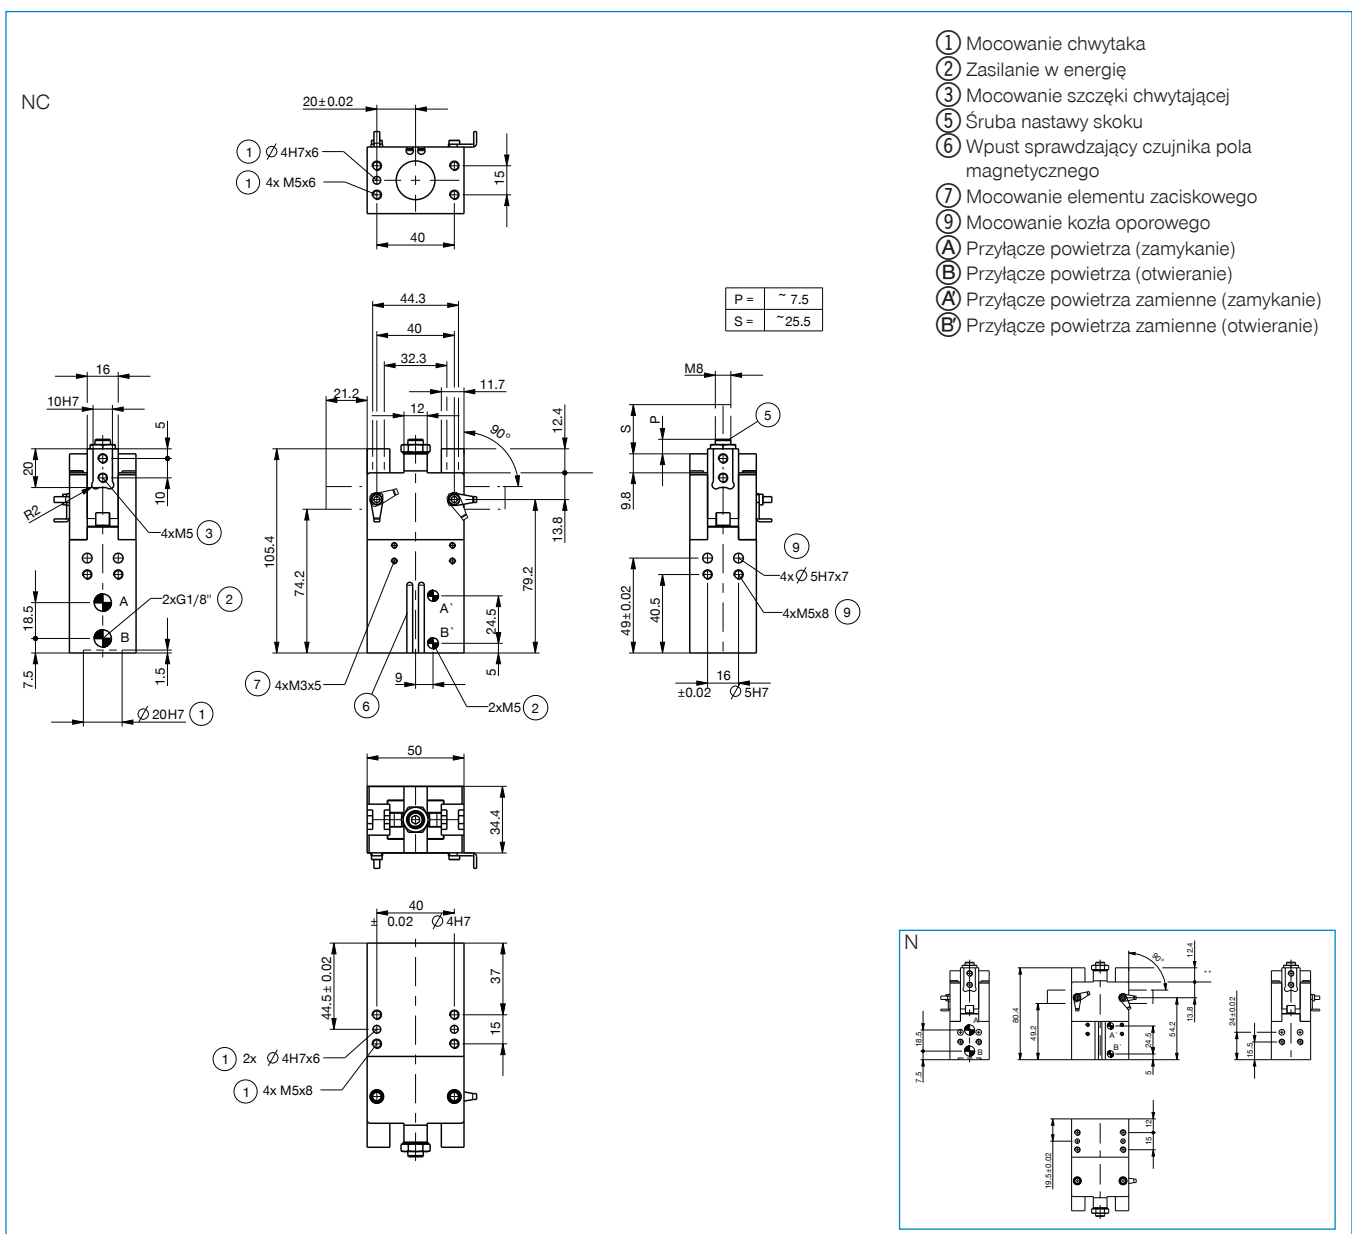 NC
① Mocowanie chwytaka
② Zasilanie w energię
③ Mocowanie szczęki chwytającej
⑤ Śruba nastawy skoku
⑥ Wpust sprawdzający czujnika pola
magnetycznego
⑦ Mocowanie elementu zaciskowego
⑨ Mocowanie kozła oporowego
Ⓐ Przyłącze powietrza (zamykanie)
Ⓑ Przyłącze powietrza (otwieranie)
A' Przyłącze powietrza zamienne (zamykanie)
B' Przyłącze powietrza zamienne (otwieranie)
20±0.02
① Ø 4H7x6
① 4x M5x6
15
40
P = ~ 7.5
S = ~25.5
16
10H7
5
20
10
R2
4xM5 ③
A
2xG1/8" ②
B
18.5
7.5
1.5
Ø 20H7 ①
44.3
40
32.3
21.2
11.7
12
90°
12.4
13.8
105.4
74.2
79.2
A`
B`
24.5
5
9
⑦ 4xM3x5
⑥
2xM5 ②
M8
S
P
⑤
9.8
⑨
4xØ 5H7x7
4xM5x8 ⑨
49±0.02
40.5
16
±0.02 Ø 5H7
50
34.4
40
± 0.02 Ø 4H7
44.5±0.02
37
15
① 2x Ø 4H7x6
① 4x M5x8
N
A
B
18.5
7.5
90°
12.4
13.8
80.4
49.2
54.2
A`
B`
24.5
5
24±0.02
15.5
19.5±0.02
12
15